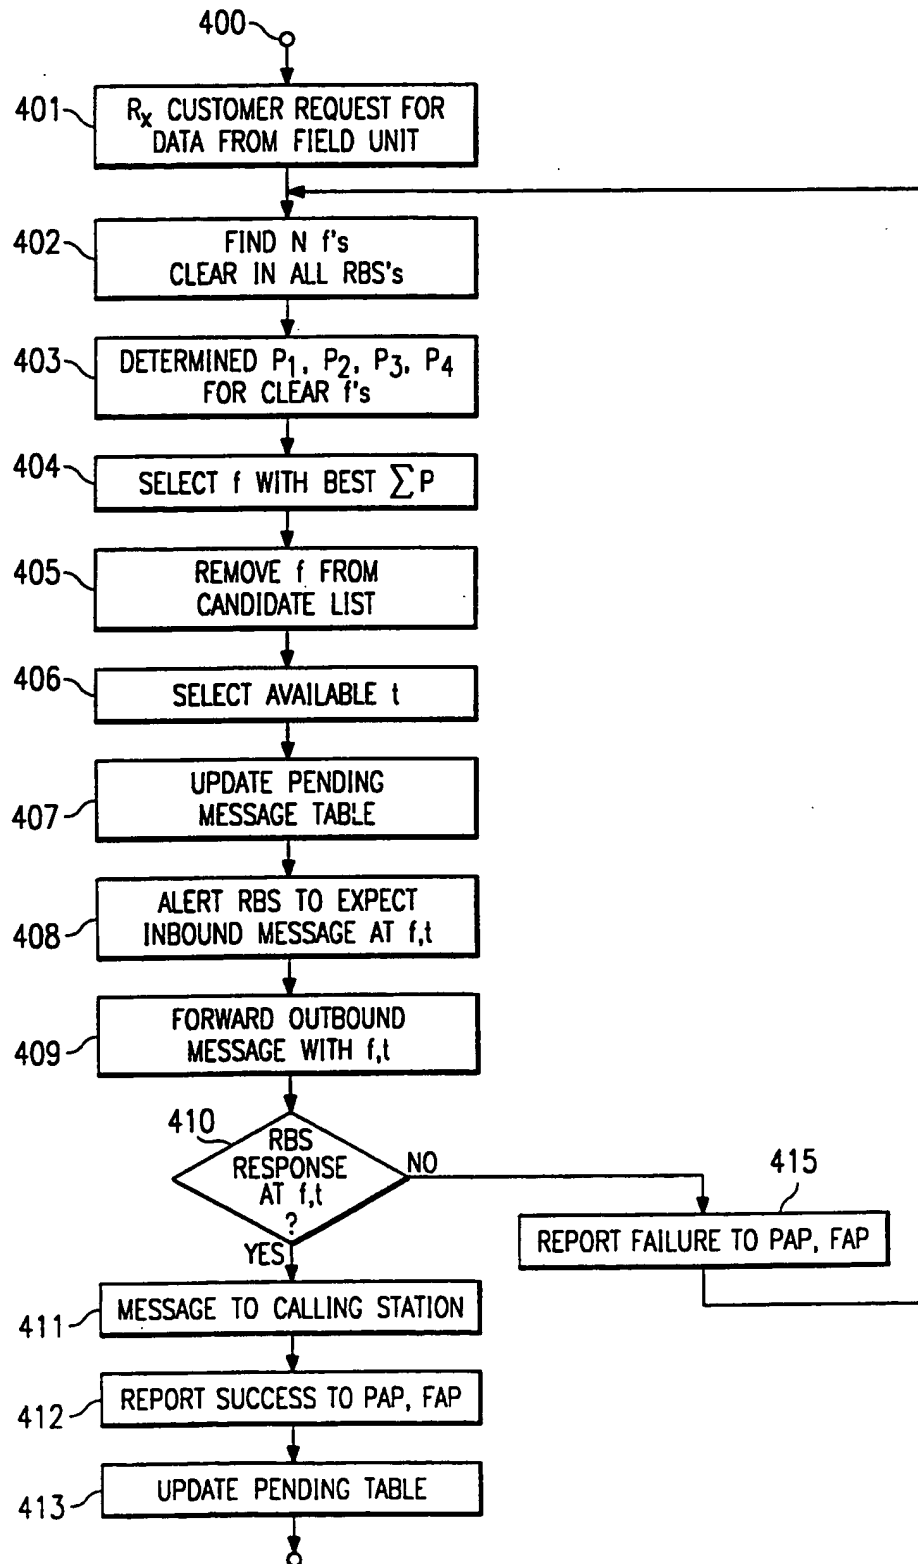 400
401
Rx CUSTOMER REQUEST FOR
DATA FROM FIELD UNIT
402
FIND N f's
CLEAR IN ALL RBS's
403
DETERMINED P1, P2, P3, P4
FOR CLEAR f's
404
SELECT f WITH BEST ΣP
405
REMOVE f FROM
CANDIDATE LIST
406
SELECT AVAILABLE t
407
UPDATE PENDING
MESSAGE TABLE
408
ALERT RBS TO EXPECT
INBOUND MESSAGE AT f,t
409
FORWARD OUTBOUND
MESSAGE WITH f,t
410
RBS
RESPONSE
AT f,t
?
NO
YES
415
REPORT FAILURE TO PAP, FAP
411
MESSAGE TO CALLING STATION
412
REPORT SUCCESS TO PAP, FAP
413
UPDATE PENDING TABLE